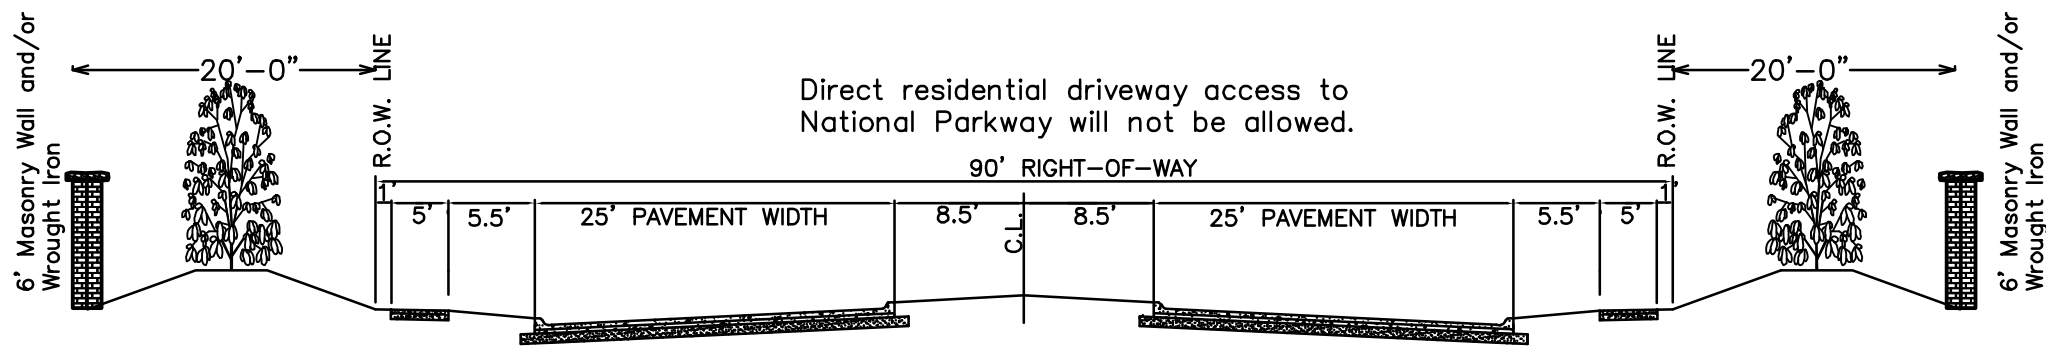 6' Masonry Wall and/or
Wrought Iron
20'-0"
R.O.W. LINE
Direct residential driveway access to
National Parkway will not be allowed.
90' RIGHT-OF-WAY
R.O.W. LINE
20'-0"
6' Masonry Wall and/or
Wrought Iron
1'
5'
5.5'
25' PAVEMENT WIDTH
8.5'
C.L.
8.5'
25' PAVEMENT WIDTH
5.5'
5'
1'